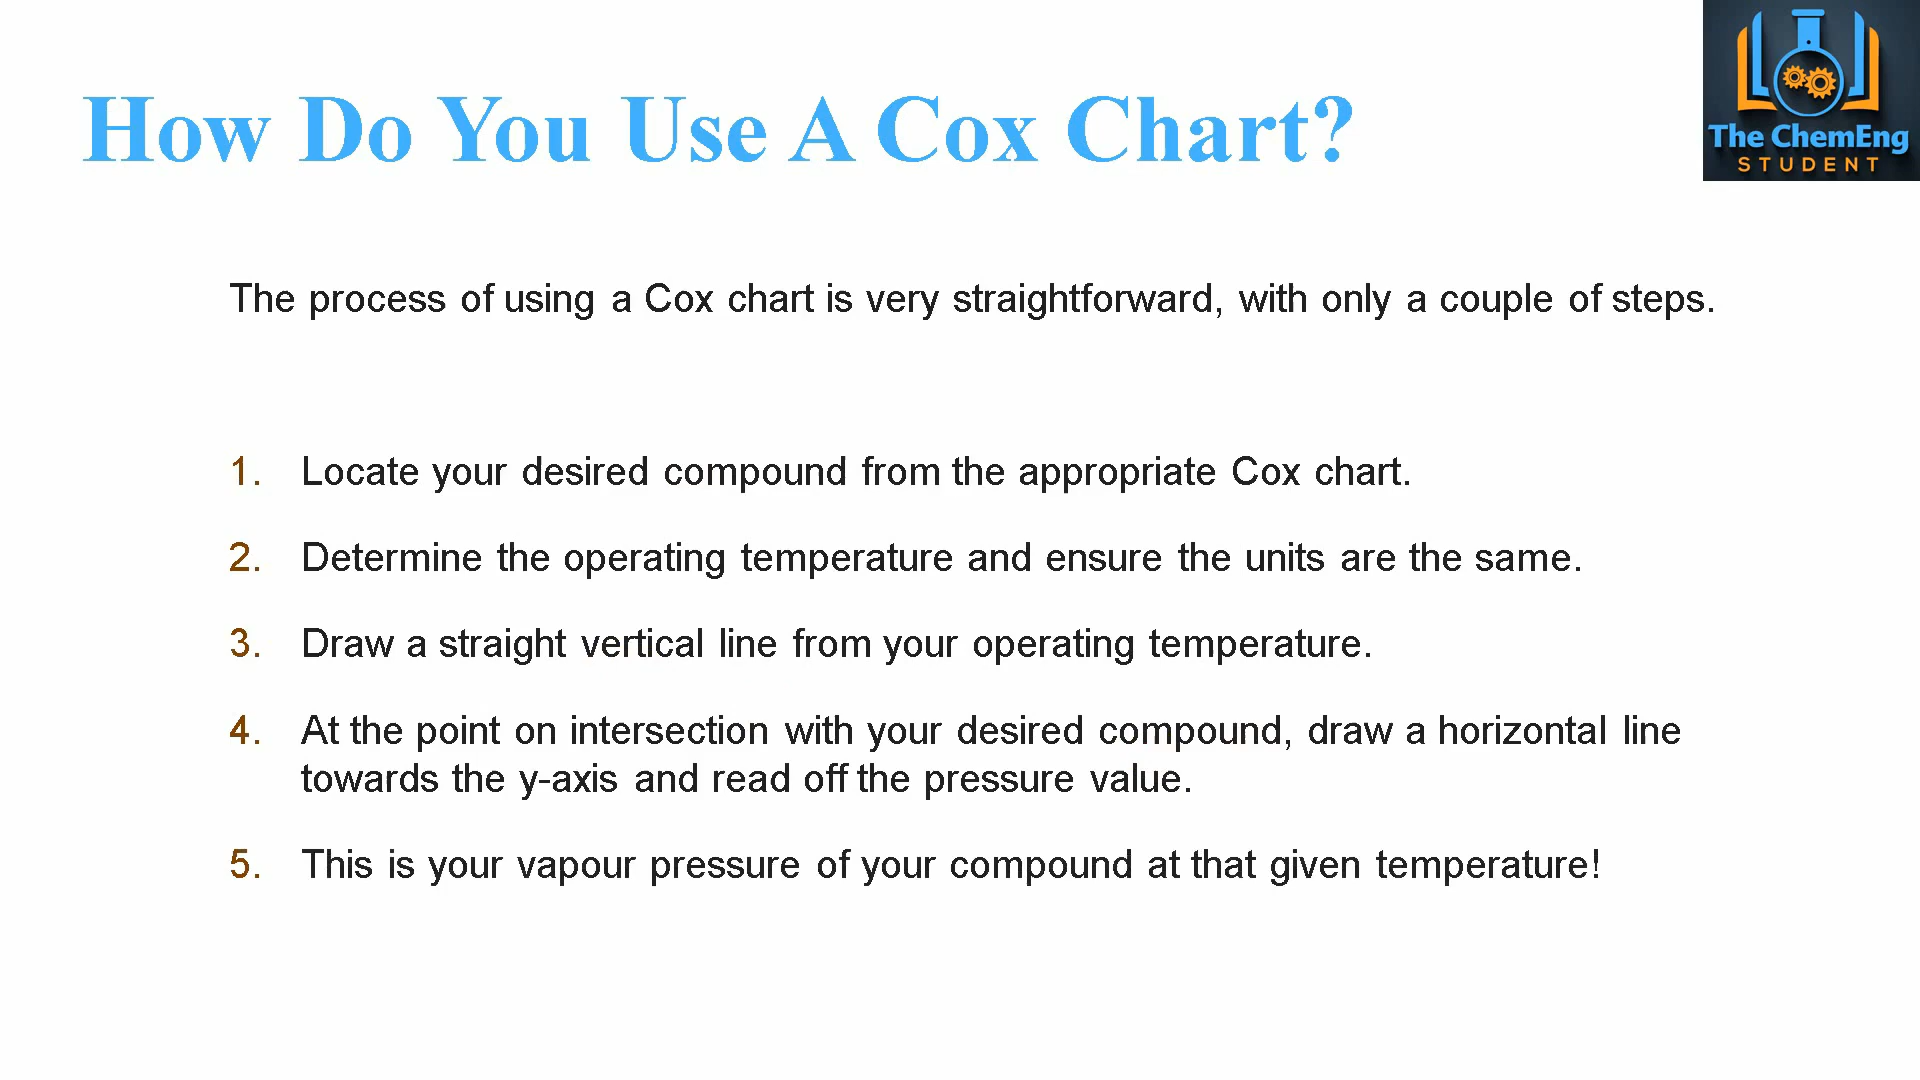 How Do You Use A Cox Chart?
The ChemEng
STUDENT
The process of using a Cox chart is very straightforward, with only a couple of steps.
1. Locate your desired compound from the appropriate Cox chart.
2. Determine the operating temperature and ensure the units are the same.
3. Draw a straight vertical line from your operating temperature.
4. At the point on intersection with your desired compound, draw a horizontal line
towards the y-axis and read off the pressure value.
5. This is your vapour pressure of your compound at that given temperature!